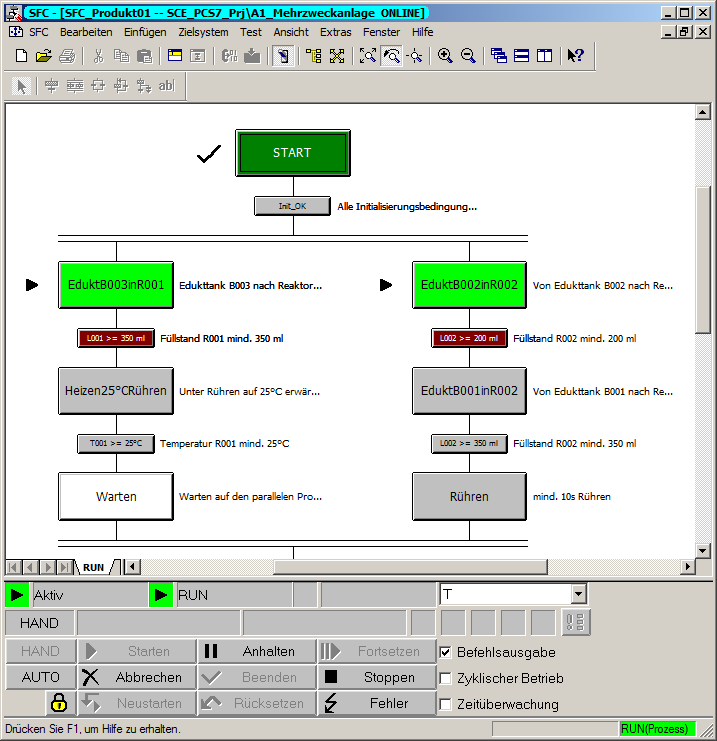 SFC - [SFC_Produkt01 -- SCE_PCS7_Prj\A1_Mehrzweckanlage ONLINE]
SFC Bearbeiten Einfügen Zielsystem Test Ansicht Extras Fenster Hilfe
ab|
START
Init_OK Alle Initialisierungsbedingung...
EduktB003inR001 Edukttank B003 nach Reaktor... EduktB002inR002 Von Edukttank B002 nach Re...
L001 >= 350 ml Füllstand R001 mind. 350 ml L002 >= 200 ml Füllstand R002 mind. 200 ml
Heizen25°CRühren Unter Rühren auf 25°C erwär... EduktB001inR002 Von Edukttank B001 nach Re...
T001 >= 25°C Temperatur R001 mind. 25°C L002 >= 350 ml Füllstand R002 mind. 350 ml
Warten Warten auf den parallelen Pro... Rühren mind. 10s Rühren
RUN
Aktiv RUN T
HAND
HAND Starten Anhalten Fortsetzen Befehlsausgabe
AUTO Abbrechen Beenden Stoppen Zyklischer Betrieb
Neustarten Rücksetzen Fehler Zeitüberwachung
Drücken Sie F1, um Hilfe zu erhalten. RUN(Prozess)